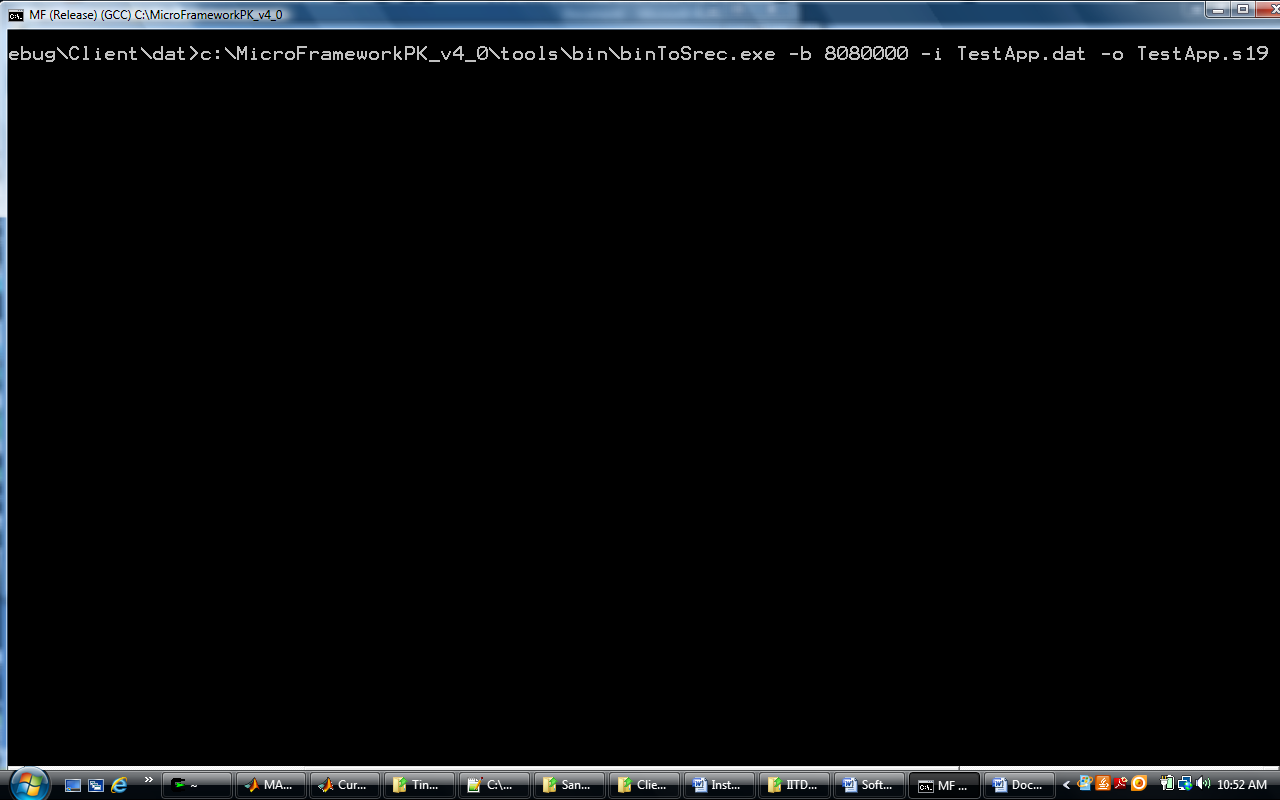 MF (Release) (GCC) C:\MicroFrameworkPK_v4_0
ebug\Client\dat>c:\MicroFrameworkPK_v4_0\tools\bin\binToSrec.exe -b 8080000 -i TestApp.dat -o TestApp.s19
~ MA... Cur... Tin... C:\... San... Clie... Inst... IITD... Soft... MF ... Doc... 10:52 AM